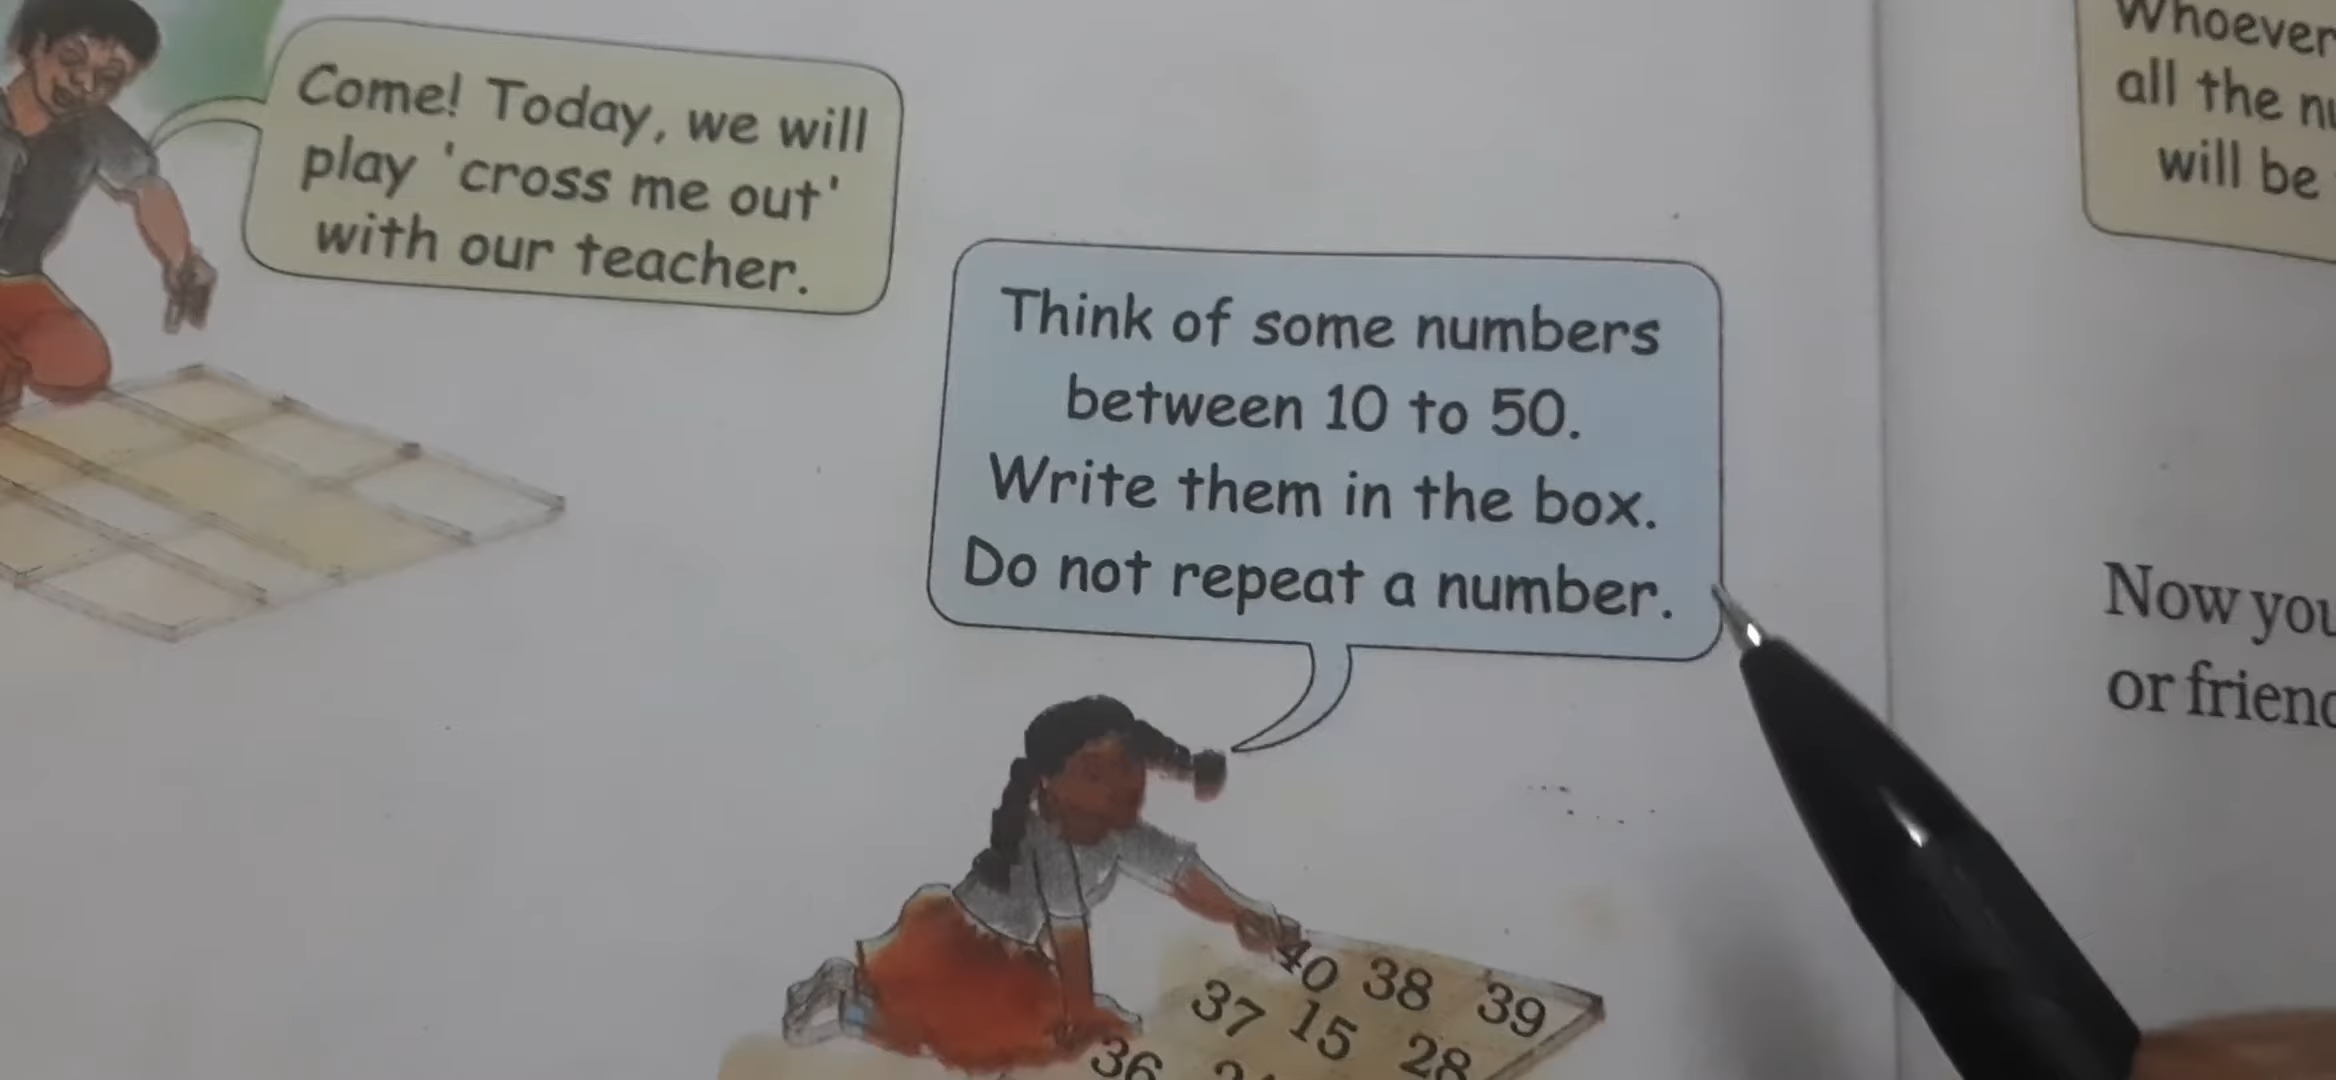 Come! Today, we will
play 'cross me out'
with our teacher.
Think of some numbers
between 10 to 50.
Write them in the box.
Do not repeat a number.
40 38 39
37 15 28
36
Whoever
all the
will be
Now you
or